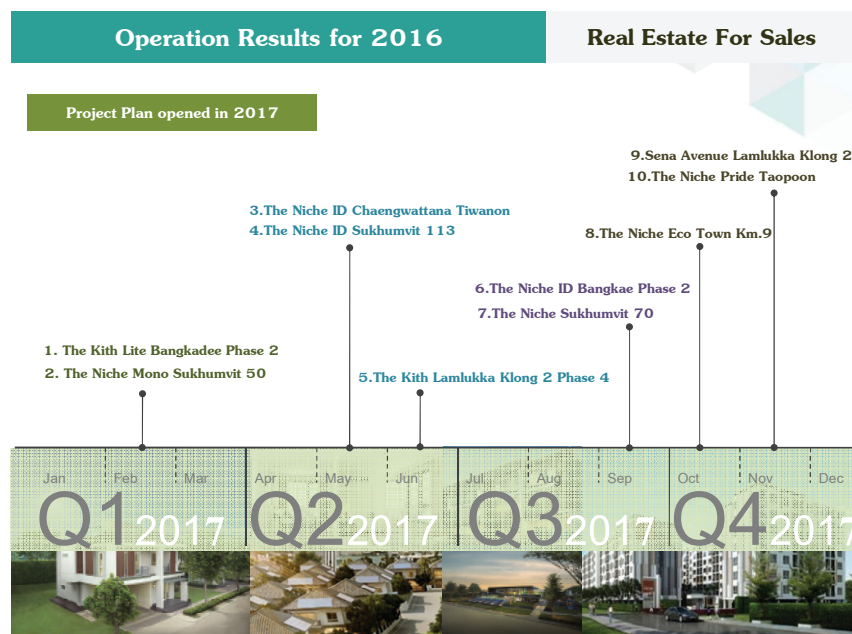 Operation Results for 2016
Real Estate For Sales
Project Plan opened in 2017
9.Sena Avenue Lamlukka Klong 2
10.The Niche Pride Taopoon
3.The Niche ID Chaengwattana Tiwanon
4.The Niche ID Sukhumvit 113
8.The Niche Eco Town Km.9
6.The Niche ID Bangkae Phase 2
7.The Niche Sukhumvit 70
1. The Kith Lite Bangkadee Phase 2
2. The Niche Mono Sukhumvit 50
5.The Kith Lamlukka Klong 2 Phase 4
Jan Feb Mar Apr May Jun Jul Aug Sep Oct Nov Dec
Q1 2017 Q2 2017 Q3 2017 Q4 2017